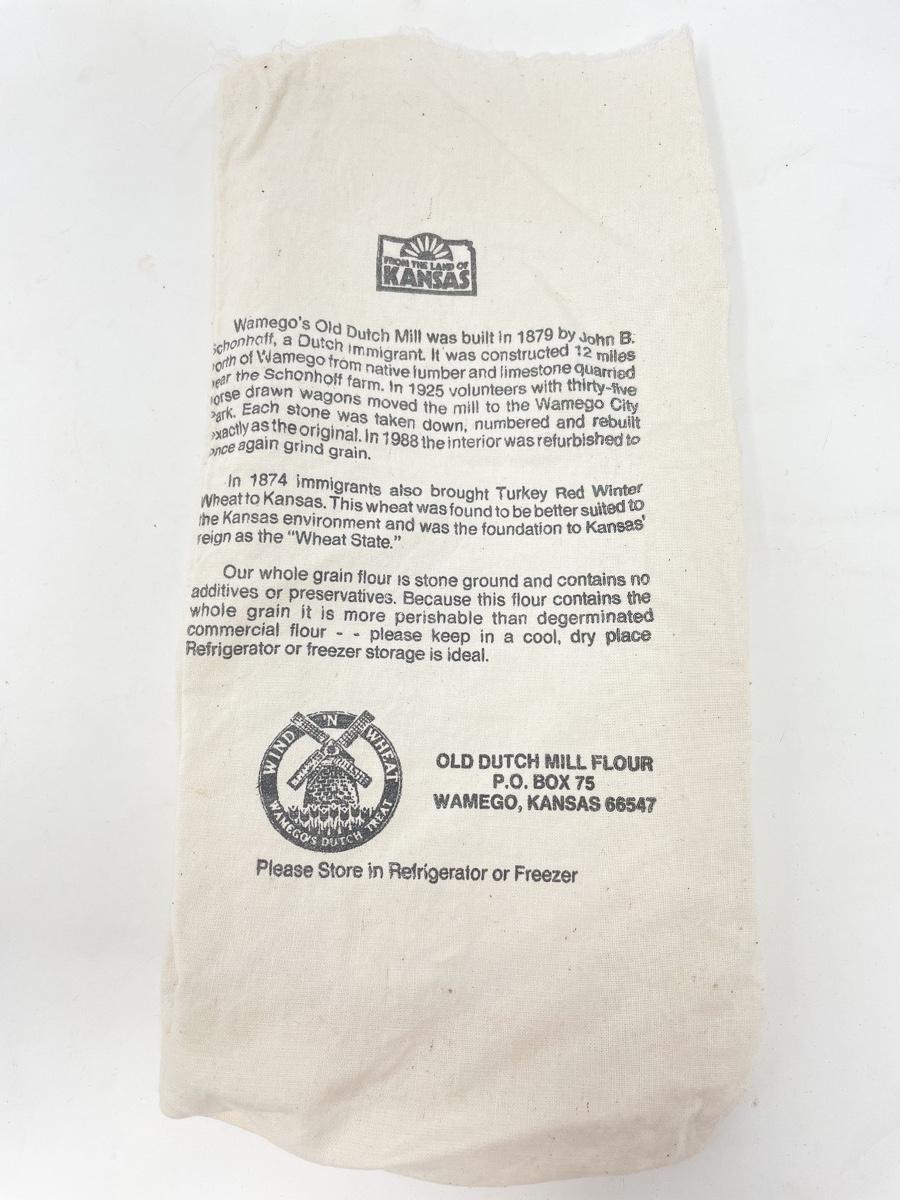 FROM THE LAND OF
KANSAS
Wamego's Old Dutch Mill was built in 1879 by John B.
Schonhoff, a Dutch immigrant. It was constructed 12 miles
orth of Wamego from native lumber and limestone quarried
ear the Schonhoff farm. In 1925 volunteers with thirty-five
orse drawn wagons moved the mill to the Wamego City
Park. Each stone was taken down, numbered and rebuilt
exactly as the original. In 1988 the interior was refurbished to
once again grind grain.
In 1874 immigrants also brought Turkey Red Winter
Wheat to Kansas. This wheat was found to be better suited to
the Kansas environment and was the foundation to Kansas'
reign as the "Wheat State."
Our whole grain flour is stone ground and contains no
additives or preservatives. Because this flour contains the
whole grain it is more perishable than degerminated
commercial flour - - please keep in a cool, dry place
Refrigerator or freezer storage is ideal.
WIND 'N WHEAT
WAMEGO'S DUTCH TREAT
OLD DUTCH MILL FLOUR
P.O. BOX 75
WAMEGO, KANSAS 66547
Please Store in Refrigerator or Freezer